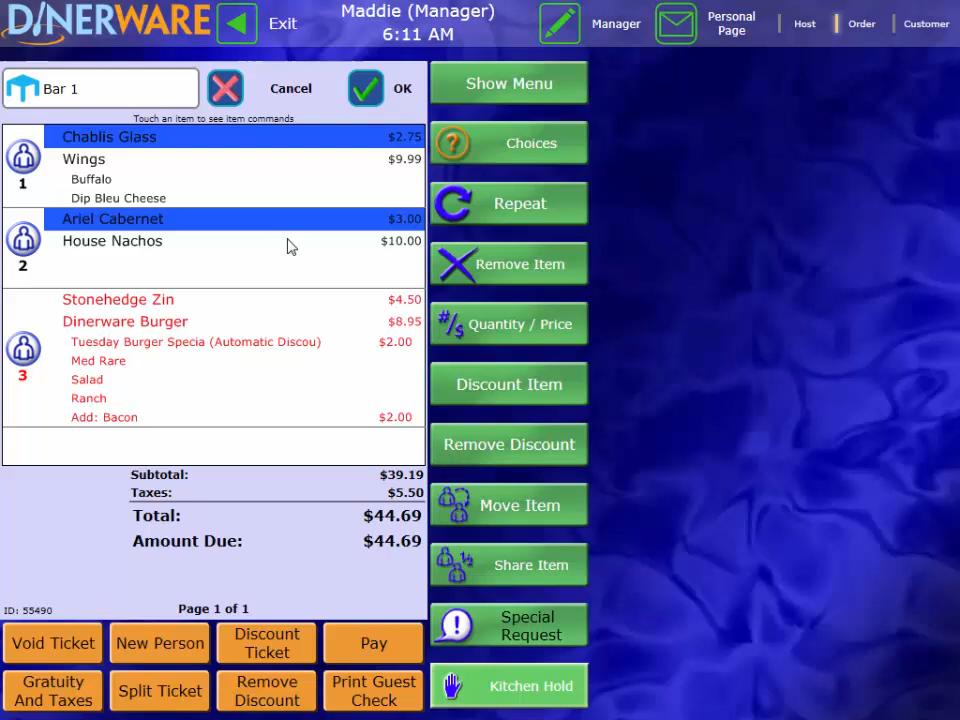 DINERWARE
Exit
Maddie (Manager)
6:11 AM
Manager
Personal
Page
Host
Order
Customer
Bar 1
Cancel
OK
Touch an item to see item commands
Chablis Glass $2.75
Wings $9.99
Buffalo
Dip Bleu Cheese
1
Ariel Cabernet $3.00
House Nachos $10.00
2
Stonehedge Zin $4.50
Dinerware Burger $8.95
Tuesday Burger Specia (Automatic Discou) $2.00
Med Rare
Salad
Ranch
Add: Bacon $2.00
3
Subtotal: $39.19
Taxes: $5.50
Total: $44.69
Amount Due: $44.69
ID: 55490
Page 1 of 1
Void Ticket
New Person
Discount
Ticket
Pay
Gratuity
And Taxes
Split Ticket
Remove
Discount
Print Guest
Check
Show Menu
? Choices
Repeat
Remove Item
#/$ Quantity / Price
Discount Item
Remove Discount
Move Item
1/2 Share Item
! Special
Request
Kitchen Hold